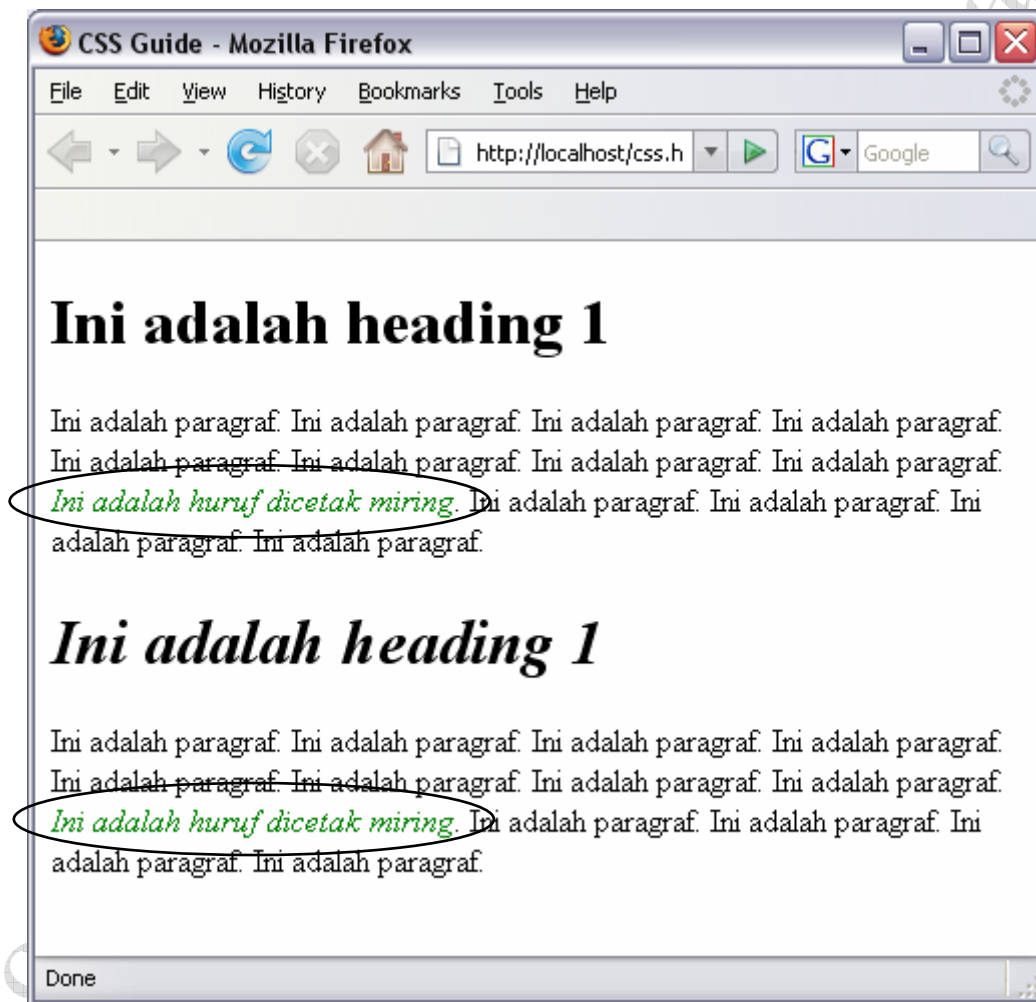 CSS Guide - Mozilla Firefox
File Edit View History Bookmarks Tools Help
http://localhost/css.h G Google
Ini adalah heading 1
Ini adalah paragraf. Ini adalah paragraf. Ini adalah paragraf. Ini adalah paragraf.
Ini adalah paragraf. Ini adalah paragraf. Ini adalah paragraf. Ini adalah paragraf.
Ini adalah huruf dicetak miring. Ini adalah paragraf. Ini adalah paragraf. Ini
adalah paragraf. Ini adalah paragraf.
Ini adalah heading 1
Ini adalah paragraf. Ini adalah paragraf. Ini adalah paragraf. Ini adalah paragraf.
Ini adalah paragraf. Ini adalah paragraf. Ini adalah paragraf. Ini adalah paragraf.
Ini adalah huruf dicetak miring. Ini adalah paragraf. Ini adalah paragraf. Ini
adalah paragraf. Ini adalah paragraf.
Done